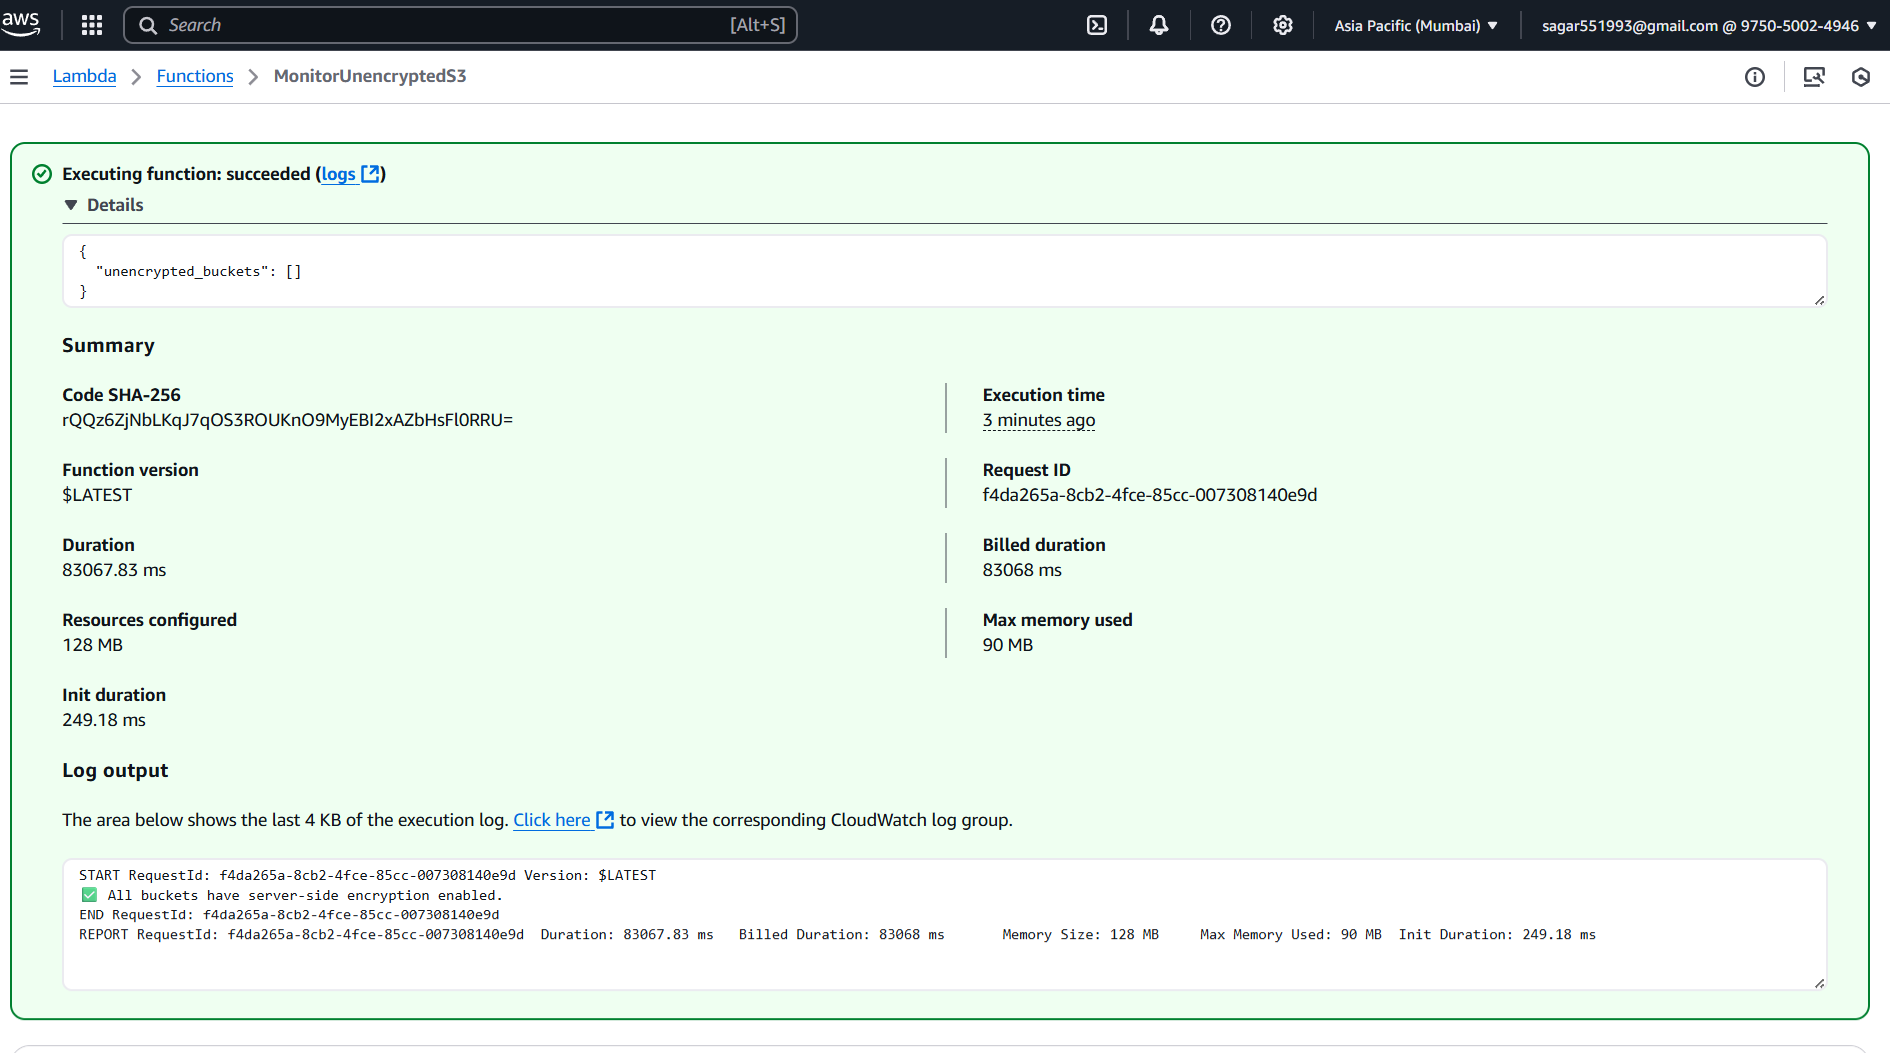 aws
Search [Alt+S]
Asia Pacific (Mumbai) sagar551993@gmail.com @ 9750-5002-4946
Lambda Functions MonitorUnencryptedS3
Executing function: succeeded (logs)
Details
{
"unencrypted_buckets": []
}
Summary
Code SHA-256
rQQz6ZjNbLKqJ7qOS3ROUKnO9MyEBI2xAZbHsFl0RRU=
Execution time
3 minutes ago
Function version
$LATEST
Request ID
f4da265a-8cb2-4fce-85cc-007308140e9d
Duration
83067.83 ms
Billed duration
83068 ms
Resources configured
128 MB
Max memory used
90 MB
Init duration
249.18 ms
Log output
The area below shows the last 4 KB of the execution log. Click here to view the corresponding CloudWatch log group.
START RequestId: f4da265a-8cb2-4fce-85cc-007308140e9d Version: $LATEST
✅ All buckets have server-side encryption enabled.
END RequestId: f4da265a-8cb2-4fce-85cc-007308140e9d
REPORT RequestId: f4da265a-8cb2-4fce-85cc-007308140e9d Duration: 83067.83 ms Billed Duration: 83068 ms Memory Size: 128 MB Max Memory Used: 90 MB Init Duration: 249.18 ms